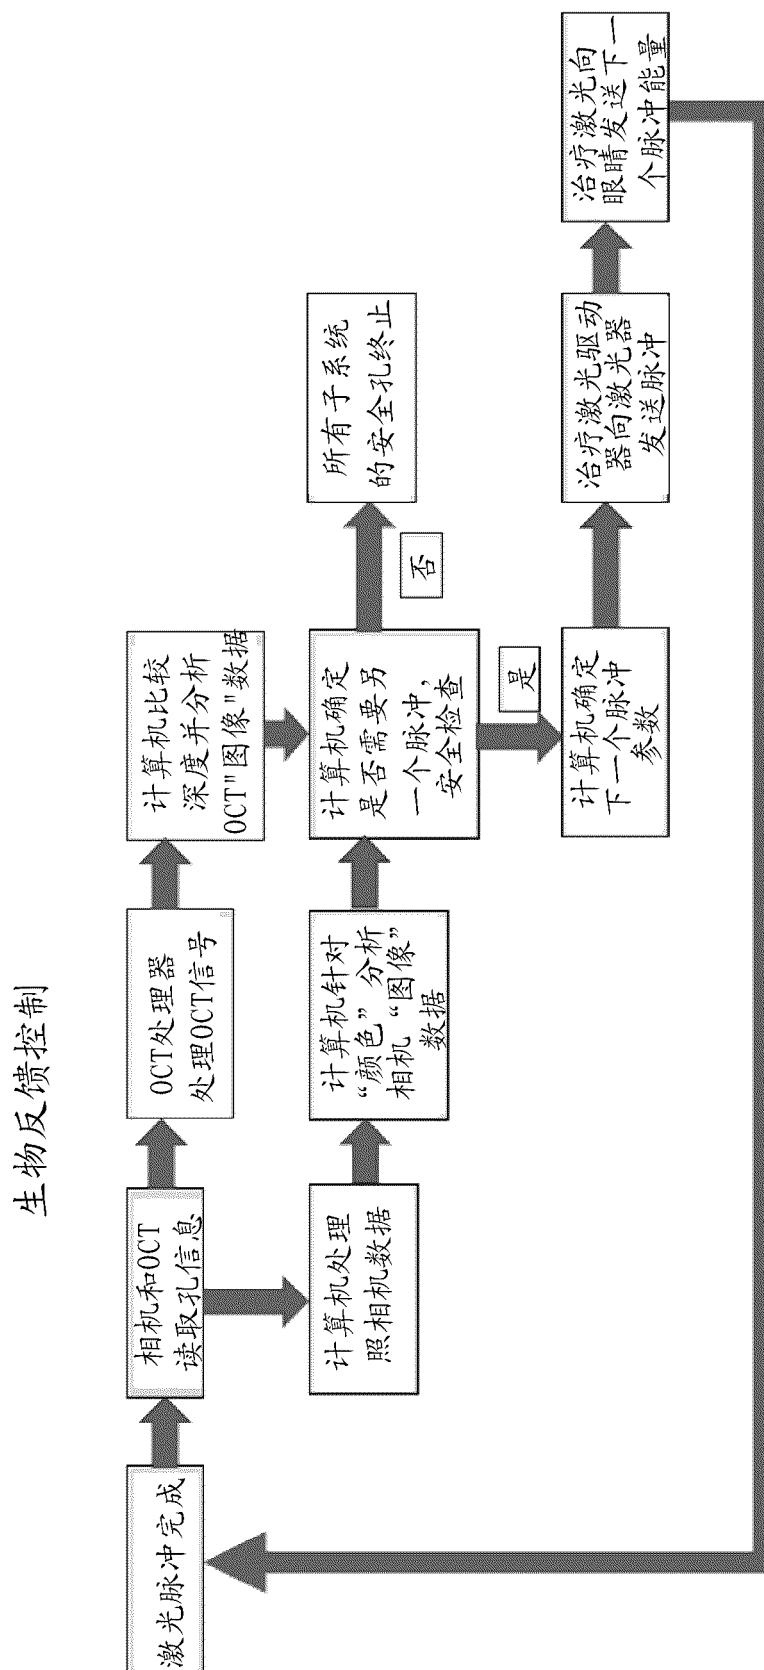 生物反馈控制
激光脉冲完成
相机和OCT
读取孔信息
OCT处理器
处理OCT信号
计算机比较
深度并分析
OCT"图像"数据
计算机处理
照相机数据
计算机针对
“颜色”分析
相机“图像”
数据
计算机确定
是否需要另
一个脉冲，
安全检查
否
所有子系统
的安全孔终止
是
计算机确定
下一个脉冲
参数
治疗激光驱动
器向激光器
发送脉冲
治疗激光向
眼睛发送下一
个脉冲能量